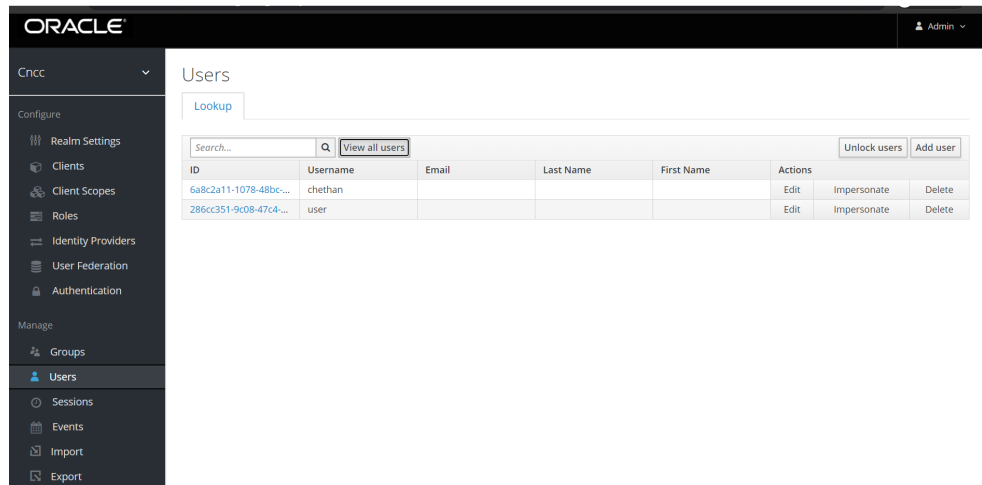 ORACLE
Admin
Cncc
Users
Lookup
Configure
Realm Settings
Clients
Client Scopes
Roles
Identity Providers
User Federation
Authentication
Manage
Groups
Users
Sessions
Events
Import
Export
Search... View all users Unlock users Add user
ID Username Email Last Name First Name Actions
6a8c2a11-1078-48bc-... chethan Edit Impersonate Delete
286cc351-9c08-47c4-... user Edit Impersonate Delete